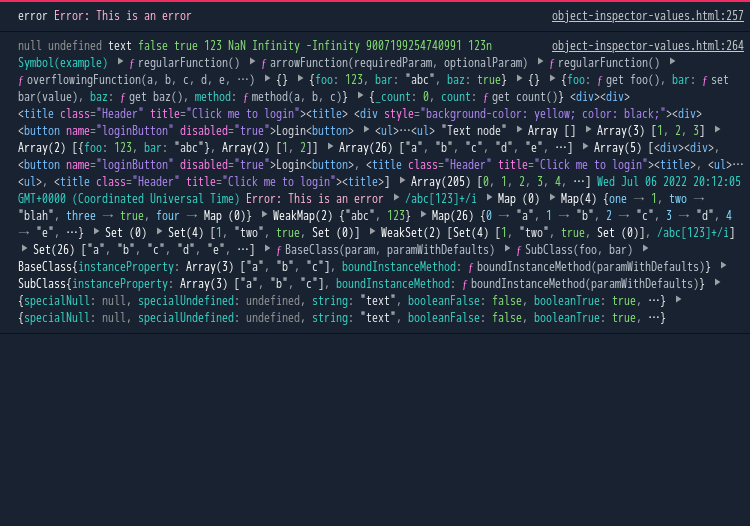 error Error: This is an error object-inspector-values.html:257
null undefined text false true 123 NaN Infinity -Infinity 9007199254740991 123n object-inspector-values.html:264
Symbol(example) ▶ ƒ regularFunction() ▶ ƒ arrowFunction(requiredParam, optionalParam) ▶ ƒ regularFunction() ▶
ƒ overflowingFunction(a, b, c, d, e, …) ▶ {} ▶ {foo: 123, bar: "abc", baz: true} ▶ {} ▶ {foo: ƒ get foo(), bar: ƒ set
bar(value), baz: ƒ get baz(), method: ƒ method(a, b, c)} ▶ {_count: 0, count: ƒ get count()} <div><div>
<title class="Header" title="Click me to login"><title> <div style="background-color: yellow; color: black;"><div>
<button name="loginButton" disabled="true">Login<button> ▶ <ul>⋯<ul> "Text node" ▶ Array [] ▶ Array(3) [1, 2, 3] ▶
Array(2) [{foo: 123, bar: "abc"}, Array(2) [1, 2]] ▶ Array(26) ["a", "b", "c", "d", "e", …] ▶ Array(5) [<div><div>,
<button name="loginButton" disabled="true">Login<button>, <title class="Header" title="Click me to login"><title>, <ul>⋯
<ul>, <title class="Header" title="Click me to login"><title>] ▶ Array(205) [0, 1, 2, 3, 4, …] Wed Jul 06 2022 20:12:05
GMT+0000 (Coordinated Universal Time) Error: This is an error ▶ /abc[123]+/i ▶ Map (0) ▶ Map(4) {one → 1, two →
"blah", three → true, four → Map (0)} ▶ WeakMap(2) {"abc", 123} ▶ Map(26) {0 → "a", 1 → "b", 2 → "c", 3 → "d", 4
→ "e", …} ▶ Set (0) ▶ Set(4) [1, "two", true, Set (0)] ▶ WeakSet(2) [Set(4) [1, "two", true, Set (0)], /abc[123]+/i]
▶ Set(26) ["a", "b", "c", "d", "e", …] ▶ ƒ BaseClass(param, paramWithDefaults) ▶ ƒ SubClass(foo, bar) ▶
BaseClass{instanceProperty: Array(3) ["a", "b", "c"], boundInstanceMethod: ƒ boundInstanceMethod(paramWithDefaults)} ▶
SubClass{instanceProperty: Array(3) ["a", "b", "c"], boundInstanceMethod: ƒ boundInstanceMethod(paramWithDefaults)} ▶
{specialNull: null, specialUndefined: undefined, string: "text", booleanFalse: false, booleanTrue: true, …} ▶
{specialNull: null, specialUndefined: undefined, string: "text", booleanFalse: false, booleanTrue: true, …}